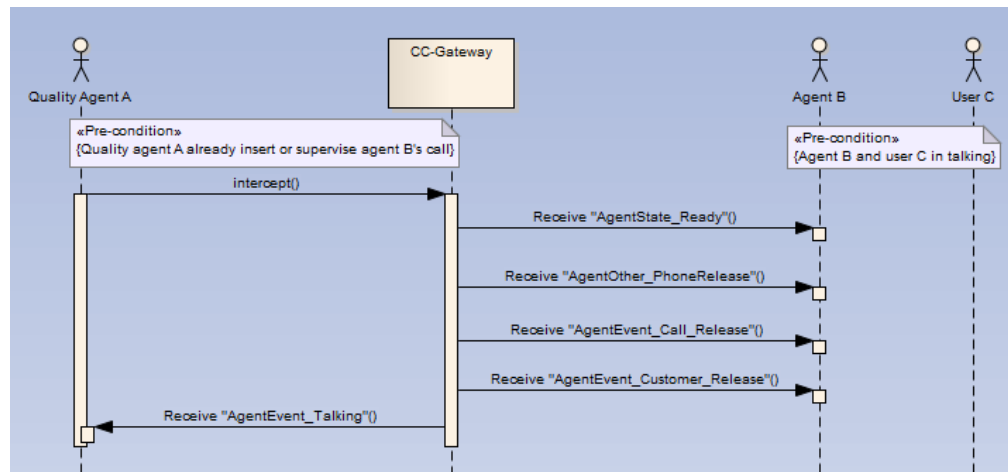 CC-Gateway
Quality Agent A
Agent B
User C
«Pre-condition»
{Quality agent A already insert or supervise agent B's call}
«Pre-condition»
{Agent B and user C in talking}
intercept()
Receive "AgentState_Ready"()
Receive "AgentOther_PhoneRelease"()
Receive "AgentEvent_Call_Release"()
Receive "AgentEvent_Customer_Release"()
Receive "AgentEvent_Talking"()